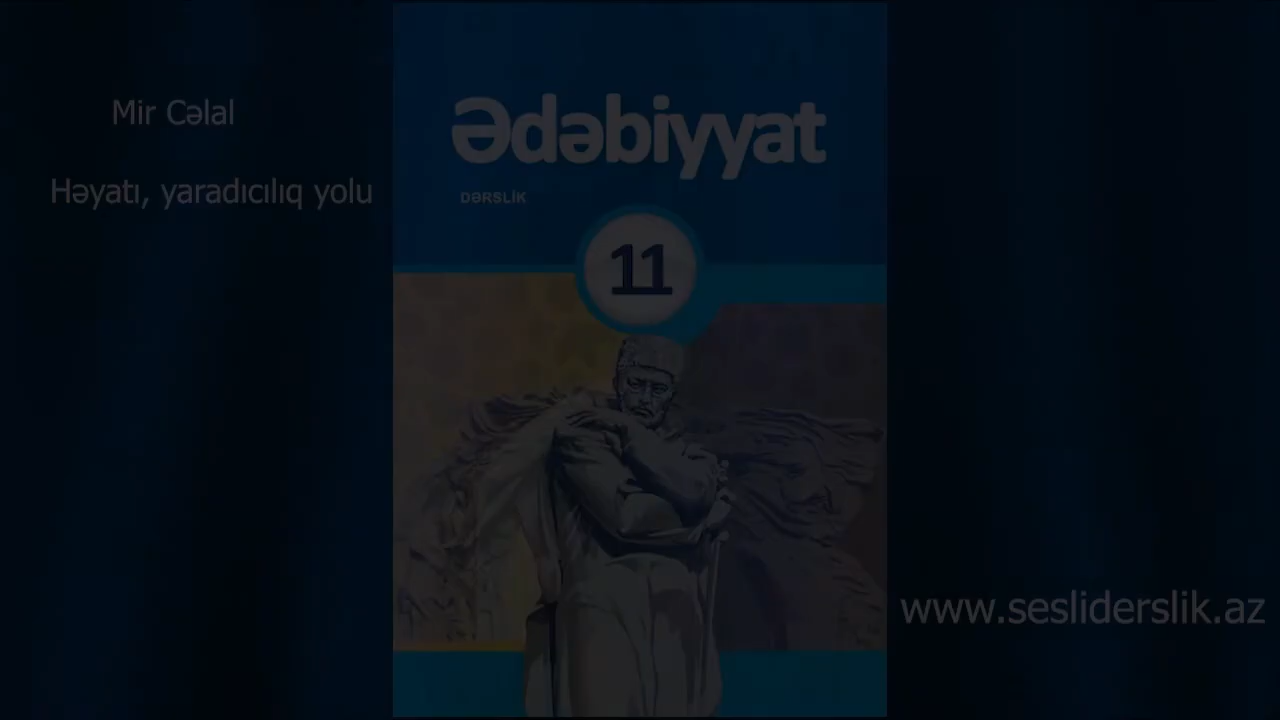 Mir Cəlal
Həyatı, yaradıcılıq yolu
Ədəbiyyat
DƏRSLİK
11
www.sesliderslik.az